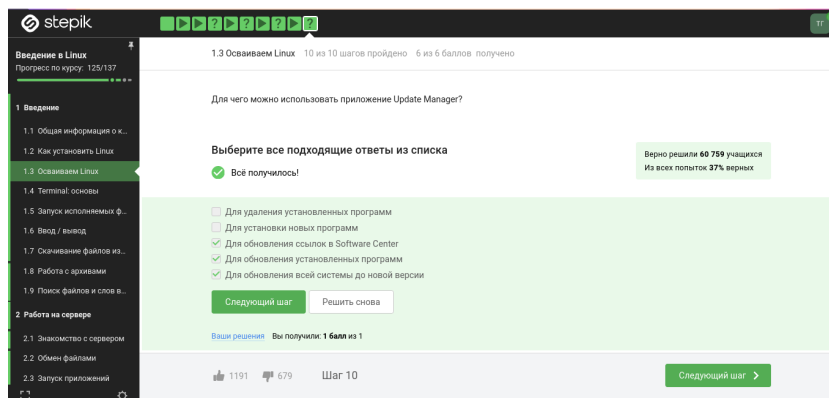 stepik
ТГ
Введение в Linux
Прогресс по курсу: 125/137
1 Введение
1.1 Общая информация о к...
1.2 Как установить Linux
1.3 Осваиваем Linux
1.4 Terminal: основы
1.5 Запуск исполняемых ф...
1.6 Ввод / вывод
1.7 Скачивание файлов из...
1.8 Работа с архивами
1.9 Поиск файлов и слов в...
2 Работа на сервере
2.1 Знакомство с сервером
2.2 Обмен файлами
2.3 Запуск приложений
1.3 Осваиваем Linux 10 из 10 шагов пройдено 6 из 6 баллов получено
Для чего можно использовать приложение Update Manager?
Выберите все подходящие ответы из списка
Всё получилось!
Верно решили 60 759 учащихся
Из всех попыток 37% верных
Для удаления установленных программ
Для установки новых программ
Для обновления ссылок в Software Center
Для обновления установленных программ
Для обновления всей системы до новой версии
Следующий шаг Решить снова
Ваши решения Вы получили: 1 балл из 1
1191 679 Шаг 10 Следующий шаг